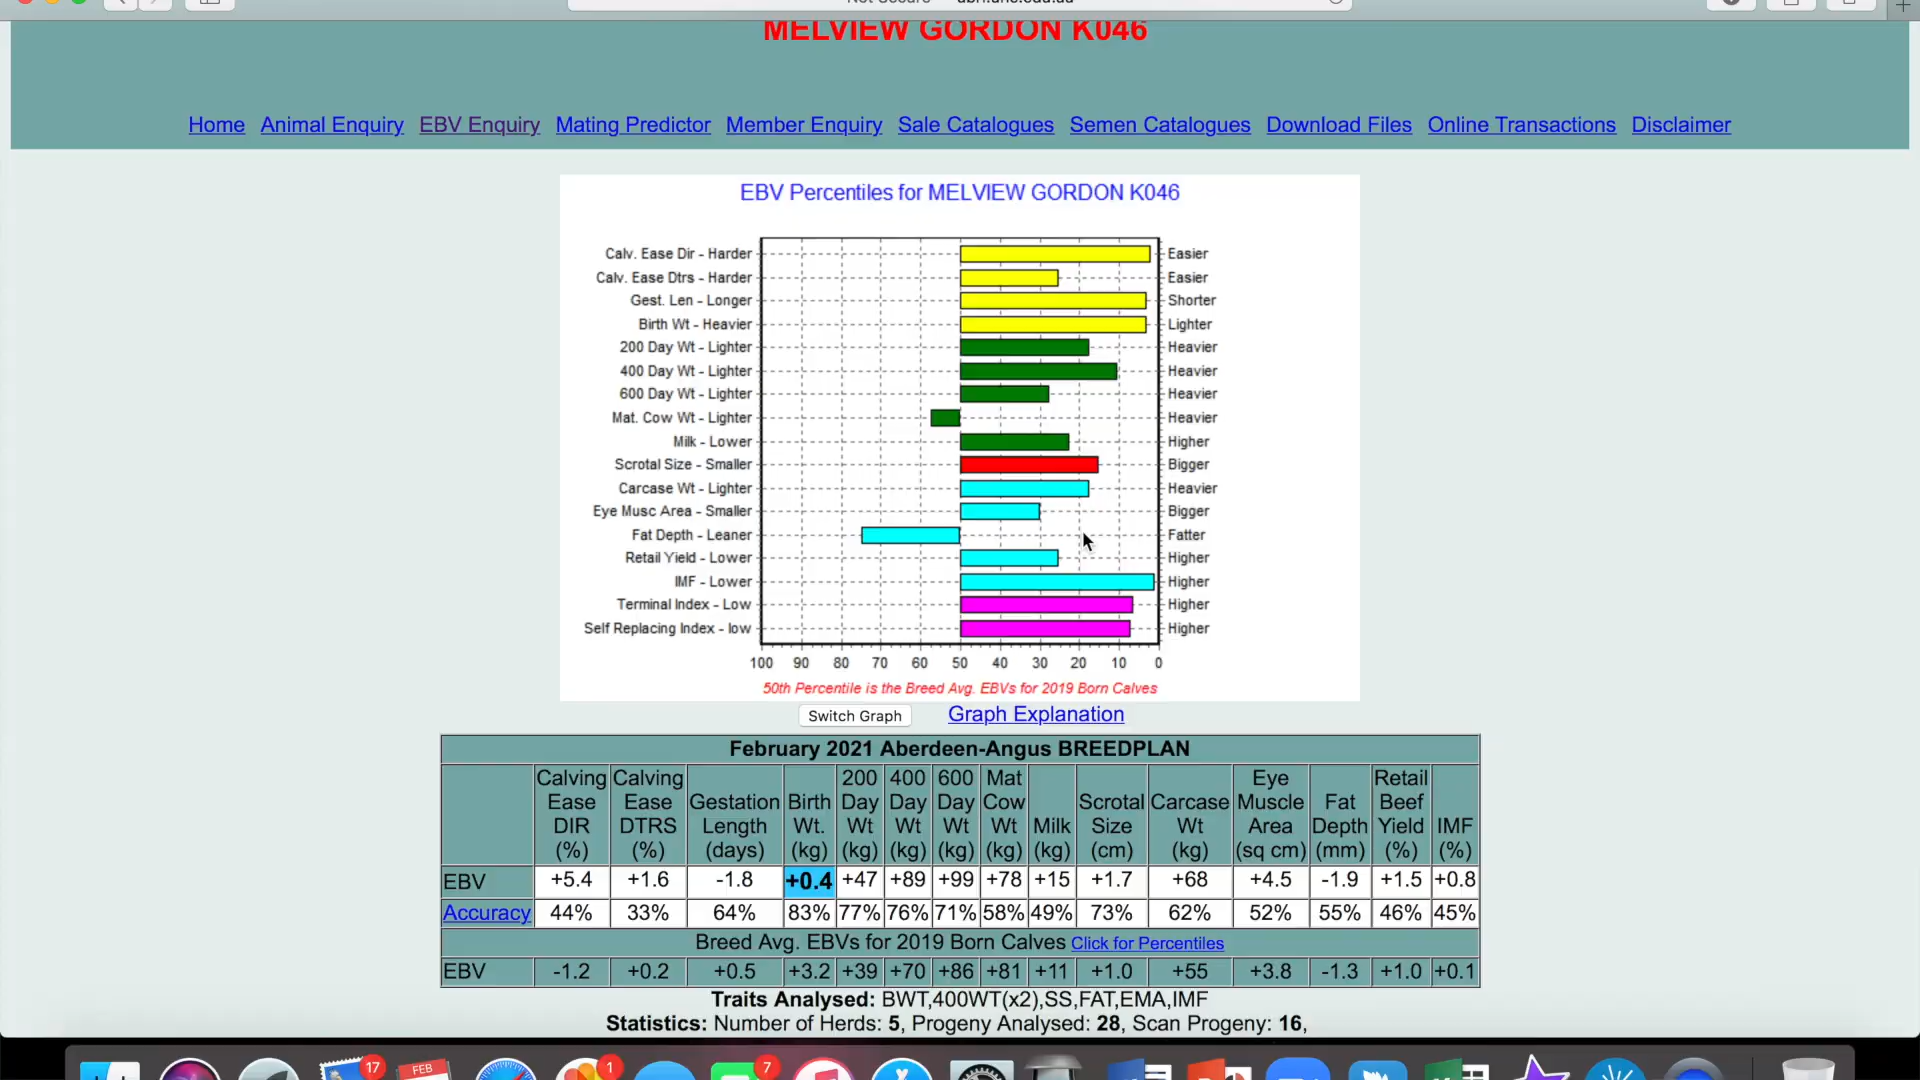 MELVIEW GORDON K046
Home Animal Enquiry EBV Enquiry Mating Predictor Member Enquiry Sale Catalogues Semen Catalogues Download Files Online Transactions Disclaimer
EBV Percentiles for MELVIEW GORDON K046
Calv. Ease Dir - Harder Easier
Calv. Ease Dtrs - Harder Easier
Gest. Len - Longer Shorter
Birth Wt - Heavier Lighter
200 Day Wt - Lighter Heavier
400 Day Wt - Lighter Heavier
600 Day Wt - Lighter Heavier
Mat. Cow Wt - Lighter Heavier
Milk - Lower Higher
Scrotal Size - Smaller Bigger
Carcase Wt - Lighter Heavier
Eye Musc Area - Smaller Bigger
Fat Depth - Leaner Fatter
Retail Yield - Lower Higher
IMF - Lower Higher
Terminal Index - Low Higher
Self Replacing Index - low Higher
100 90 80 70 60 50 40 30 20 10 0
50th Percentile is the Breed Avg. EBVs for 2019 Born Calves
Switch Graph Graph Explanation
February 2021 Aberdeen-Angus BREEDPLAN
Calving Calving 200 400 600 Mat Eye Retail
Ease Ease Gestation Birth Day Day Day Cow Scrotal Carcase Muscle Fat Beef
DIR DTRS Length Wt. Wt Wt Wt Wt Milk Size Wt Area Depth Yield IMF
(%) (%) (days) (kg) (kg) (kg) (kg) (kg) (kg) (cm) (kg) (sq cm) (mm) (%) (%)
EBV +5.4 +1.6 -1.8 +0.4 +47 +89 +99 +78 +15 +1.7 +68 +4.5 -1.9 +1.5 +0.8
Accuracy 44% 33% 64% 83% 77% 76% 71% 58% 49% 73% 62% 52% 55% 46% 45%
Breed Avg. EBVs for 2019 Born Calves Click for Percentiles
EBV -1.2 +0.2 +0.5 +3.2 +39 +70 +86 +81 +11 +1.0 +55 +3.8 -1.3 +1.0 +0.1
Traits Analysed: BWT,400WT(x2),SS,FAT,EMA,IMF
Statistics: Number of Herds: 5, Progeny Analysed: 28, Scan Progeny: 16,
17 FEB 1 7